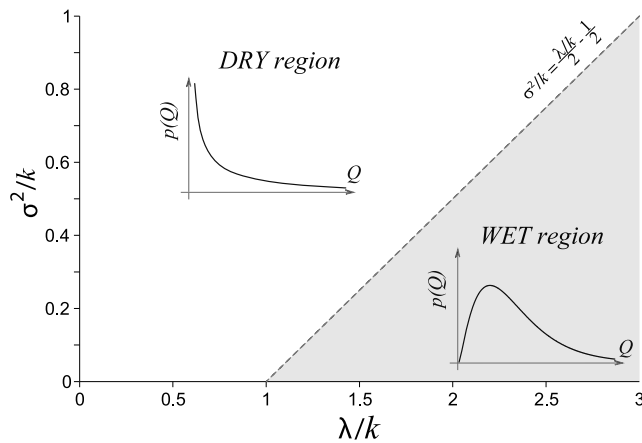 1
0.8
0.6
0.4
0.2
0
σ²/k
DRY region
p(Q)
Q
σ²/k = (λ/k)/2 - 1/2
WET region
p(Q)
Q
0
0.5
1
1.5
2
2.5
3
λ/k